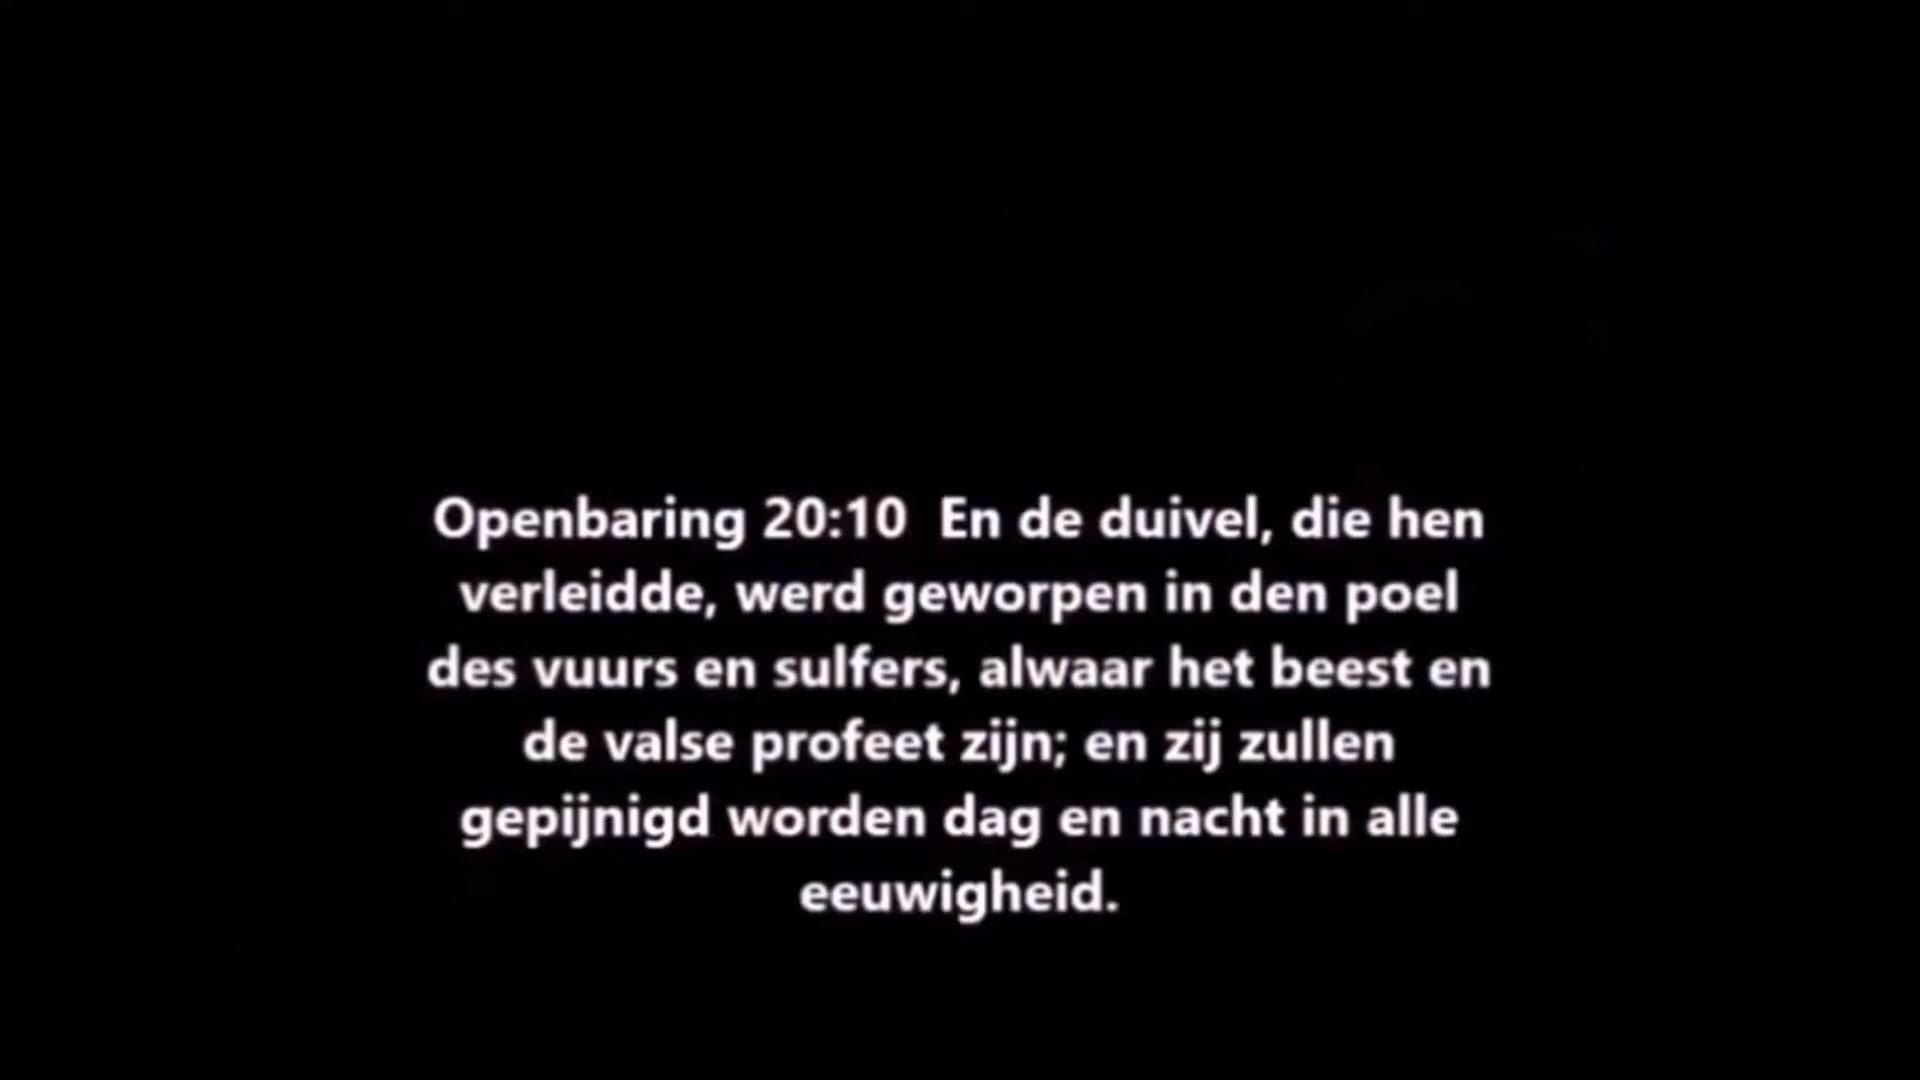 Openbaring 20:10  En de duivel, die hen
verleidde, werd geworpen in den poel
des vuurs en sulfers, alwaar het beest en
de valse profeet zijn; en zij zullen
gepijnigd worden dag en nacht in alle
eeuwigheid.